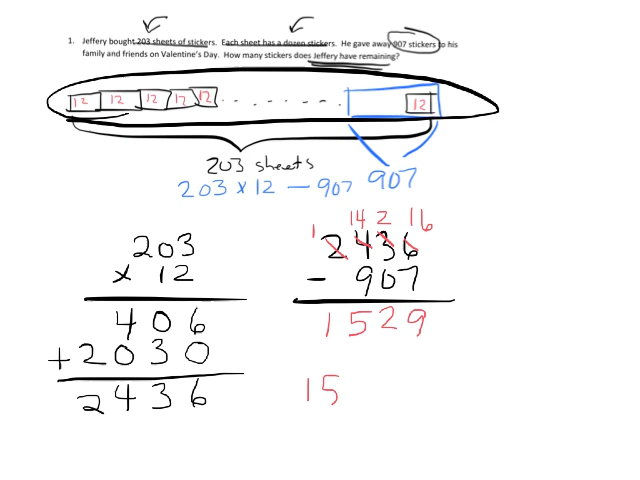 1. Jeffery bought 203 sheets of stickers. Each sheet has a dozen stickers. He gave away 907 stickers to his
family and friends on Valentine's Day. How many stickers does Jeffery have remaining?
12 12 12 12 12 . . . . . . . . 12
203 sheets
203 x 12 — 907 907
203
x 12
406
+2030
2436
1 14 2 16
2436
- 907
1529
15